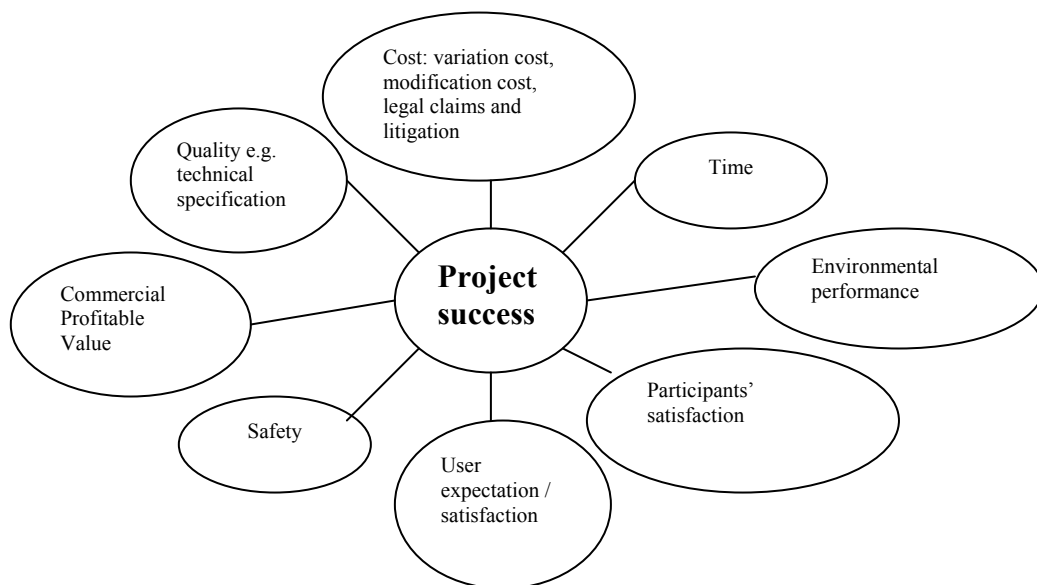 Cost: variation cost,
modification cost,
legal claims and
litigation
Quality e.g.
technical
specification
Time
Project
success
Environmental
performance
Commercial
Profitable
Value
Participants’
satisfaction
Safety
User
expectation /
satisfaction